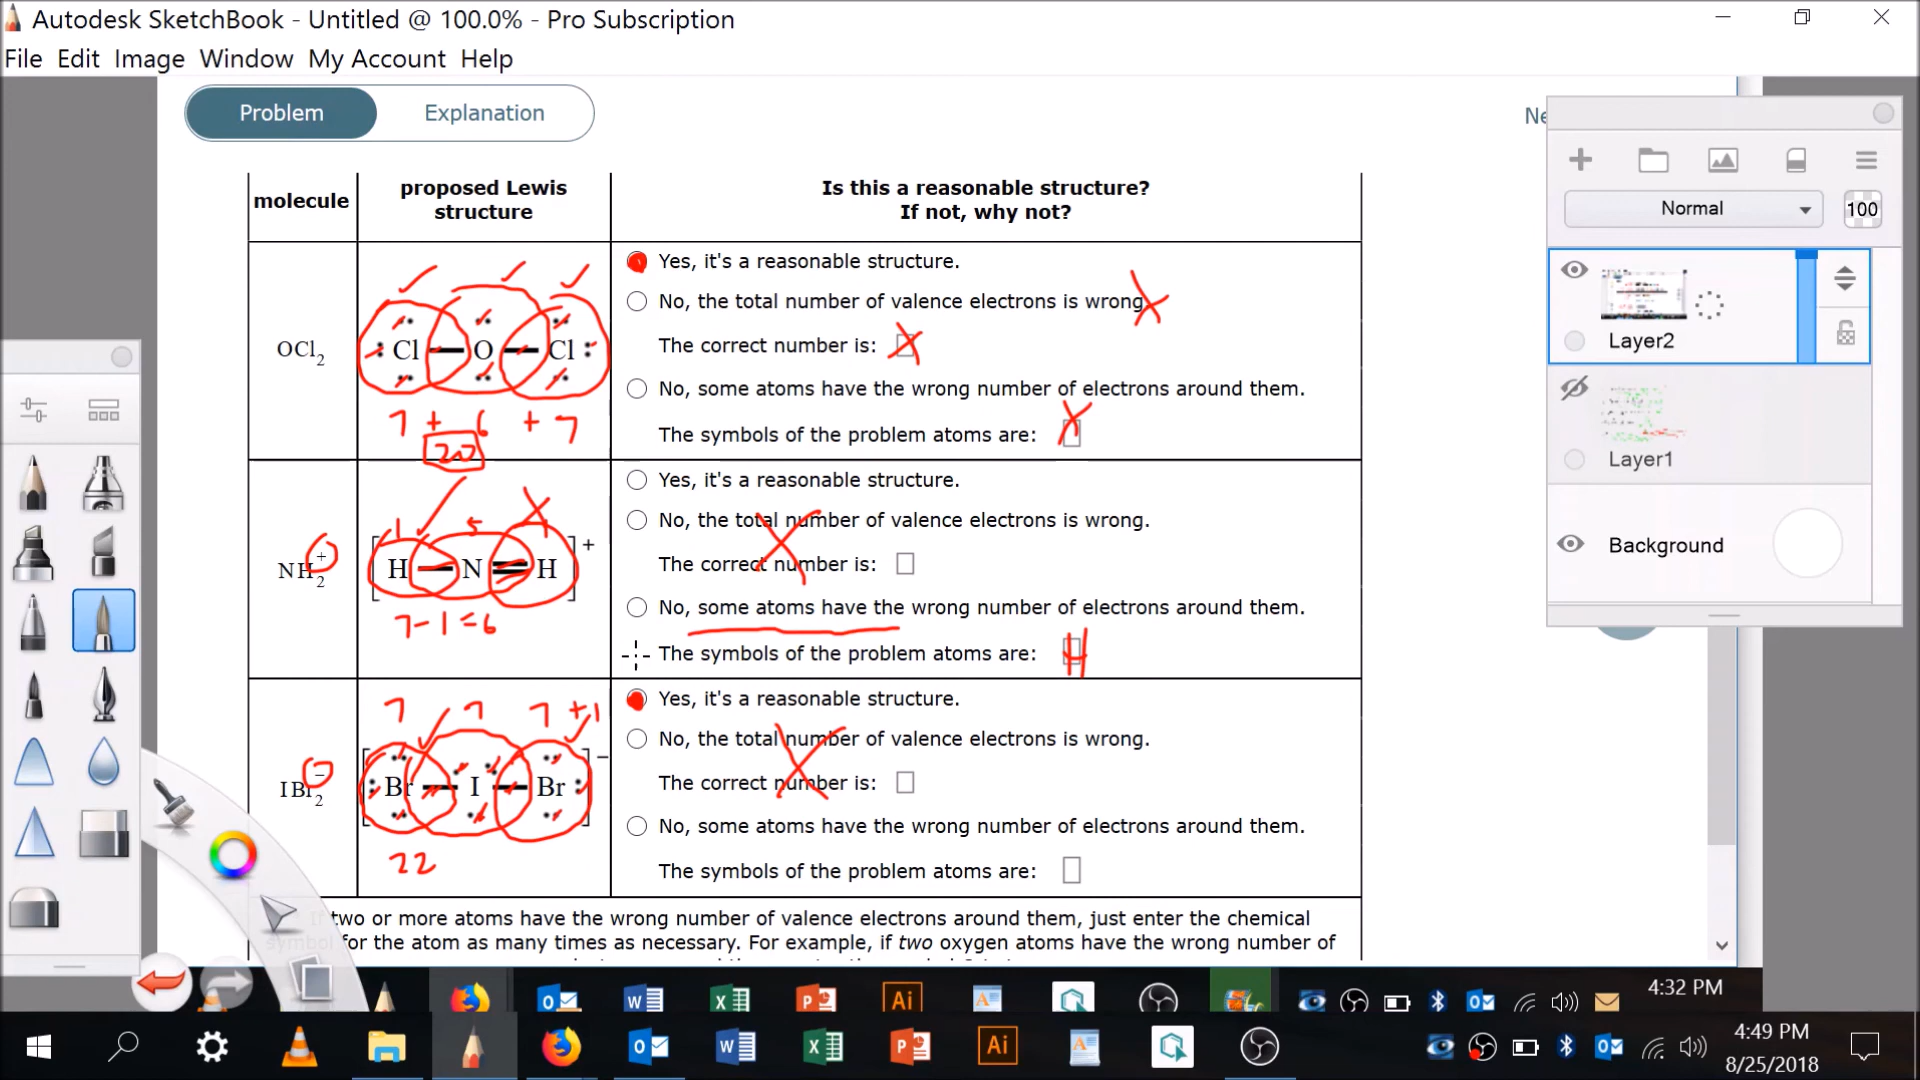 Autodesk SketchBook - Untitled @ 100.0% - Pro Subscription
File Edit Image Window My Account Help
Problem Explanation
Ne
molecule
proposed Lewis structure
Is this a reasonable structure?
If not, why not?
OCl2
Cl O Cl
7 + 6 + 7
20
Yes, it's a reasonable structure.
No, the total number of valence electrons is wrong
The correct number is:
No, some atoms have the wrong number of electrons around them.
The symbols of the problem atoms are:
NH2+
1 5
[H N H]+
7-1=6
Yes, it's a reasonable structure.
No, the total number of valence electrons is wrong.
The correct number is:
No, some atoms have the wrong number of electrons around them.
The symbols of the problem atoms are: H
IBr2−
7 7 7 +1
[Br I Br]−
22
Yes, it's a reasonable structure.
No, the total number of valence electrons is wrong.
The correct number is:
No, some atoms have the wrong number of electrons around them.
The symbols of the problem atoms are:
If two or more atoms have the wrong number of valence electrons around them, just enter the chemical
symbol for the atom as many times as necessary. For example, if two oxygen atoms have the wrong number of
Normal 100
Layer2
Layer1
Background
4:32 PM
4:49 PM
8/25/2018